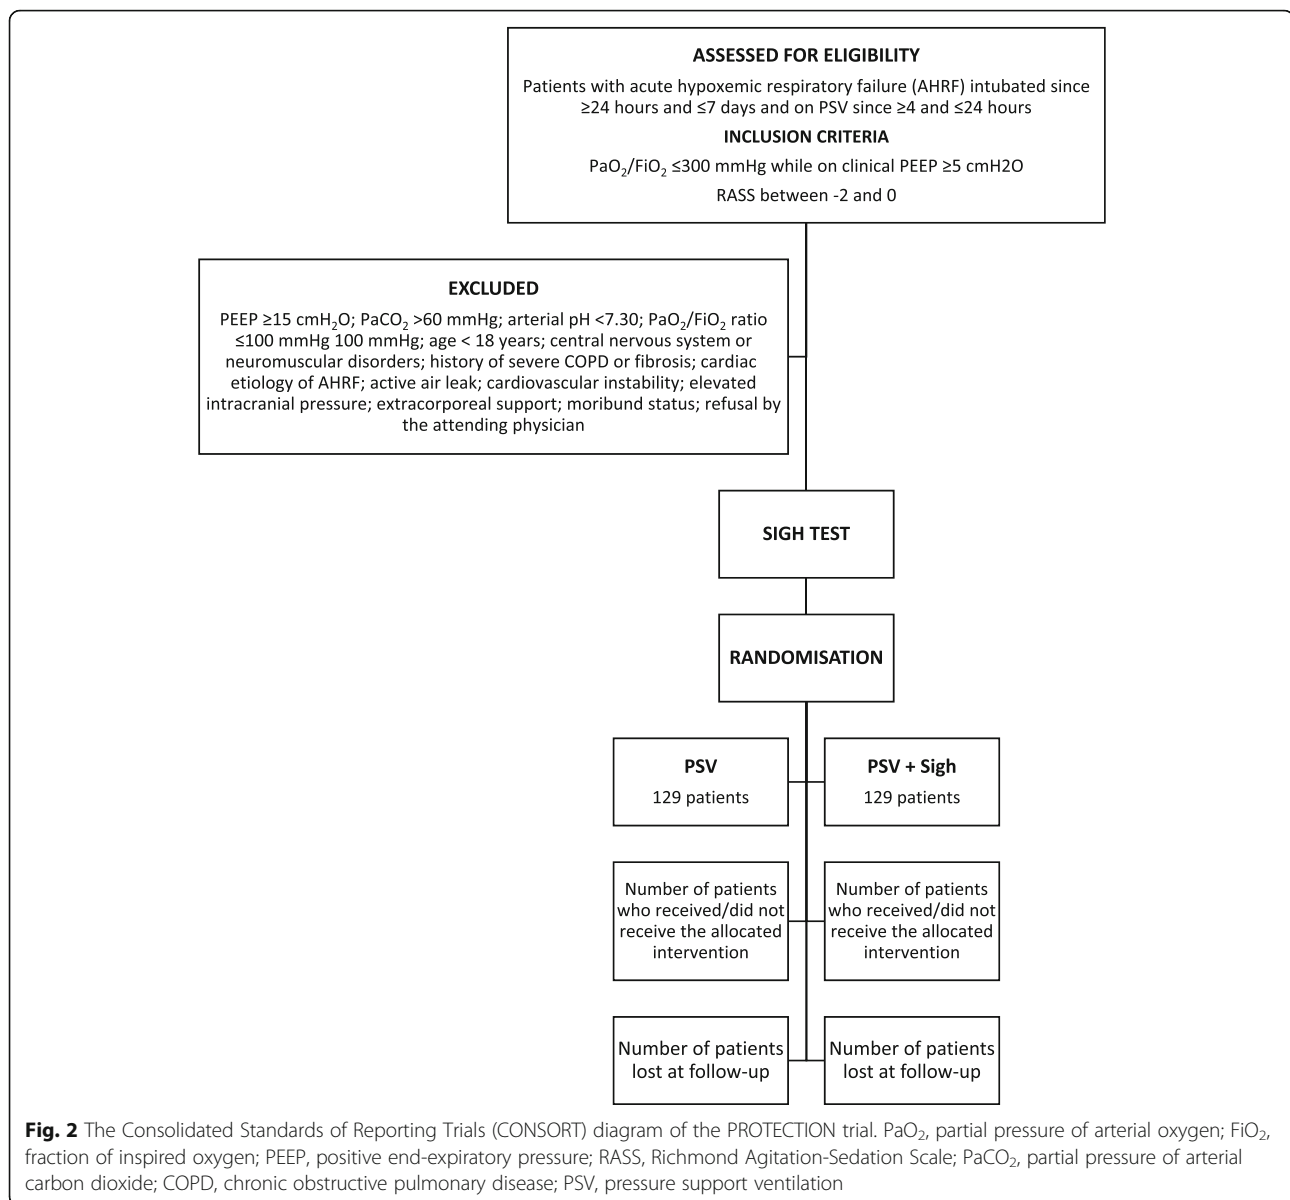 ASSESSED FOR ELIGIBILITY
Patients with acute hypoxemic respiratory failure (AHRF) intubated since
≥24 hours and ≤7 days and on PSV since ≥4 and ≤24 hours
INCLUSION CRITERIA
PaO₂/FiO₂ ≤300 mmHg while on clinical PEEP ≥5 cmH2O
RASS between -2 and 0
EXCLUDED
PEEP ≥15 cmH₂O; PaCO₂ >60 mmHg; arterial pH <7.30; PaO₂/FiO₂ ratio
≤100 mmHg 100 mmHg; age < 18 years; central nervous system or
neuromuscular disorders; history of severe COPD or fibrosis; cardiac
etiology of AHRF; active air leak; cardiovascular instability; elevated
intracranial pressure; extracorporeal support; moribund status; refusal by
the attending physician
SIGH TEST
RANDOMISATION
PSV
129 patients
PSV + Sigh
129 patients
Number of patients
who received/did not
receive the allocated
intervention
Number of patients
who received/did not
receive the allocated
intervention
Number of patients
lost at follow-up
Number of patients
lost at follow-up
Fig. 2 The Consolidated Standards of Reporting Trials (CONSORT) diagram of the PROTECTION trial. PaO₂, partial pressure of arterial oxygen; FiO₂,
fraction of inspired oxygen; PEEP, positive end-expiratory pressure; RASS, Richmond Agitation-Sedation Scale; PaCO₂, partial pressure of arterial
carbon dioxide; COPD, chronic obstructive pulmonary disease; PSV, pressure support ventilation